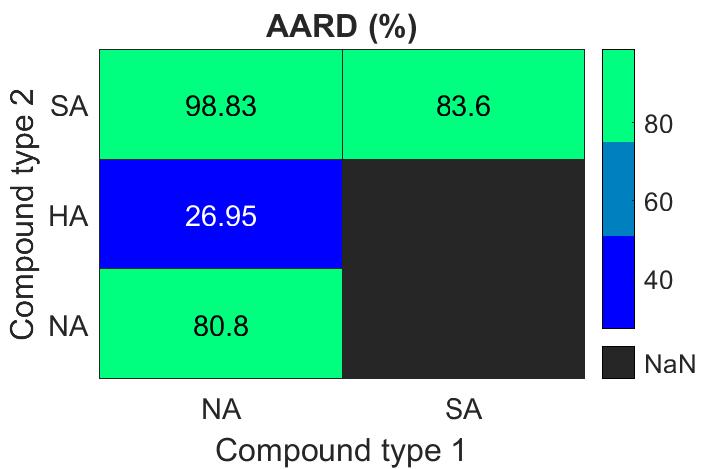 AARD (%)
Compound type 2
SA
98.83
83.6
80
HA
26.95
60
40
NA
80.8
NaN
NA
SA
Compound type 1